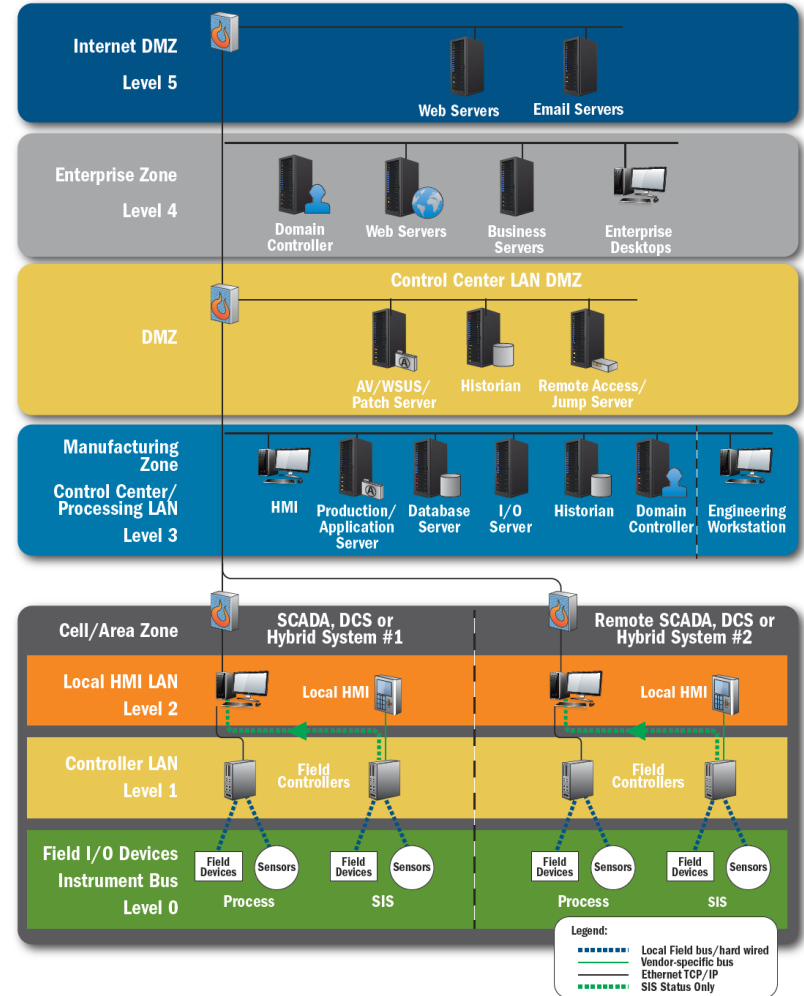 Internet DMZ
Level 5
Web Servers
Email Servers
Enterprise Zone
Level 4
Domain
Controller
Web Servers
Business
Servers
Enterprise
Desktops
Control Center LAN DMZ
DMZ
AV/WSUS/
Patch Server
Historian
Remote Access/
Jump Server
Manufacturing
Zone
Control Center/
Processing LAN
Level 3
HMI
Production/
Application
Server
Database
Server
I/O
Server
Historian
Domain
Controller
Engineering
Workstation
Cell/Area Zone
SCADA, DCS or
Hybrid System #1
Remote SCADA, DCS or
Hybrid System #2
Local HMI LAN
Level 2
Local HMI
Local HMI
Controller LAN
Level 1
Field
Controllers
Field
Controllers
Field I/O Devices
Instrument Bus
Level 0
Field
Devices
Sensors
Process
Field
Devices
Sensors
SIS
Field
Devices
Sensors
Process
Field
Devices
Sensors
SIS
Legend:
Local Field bus/hard wired
Vendor-specific bus
Ethernet TCP/IP
SIS Status Only